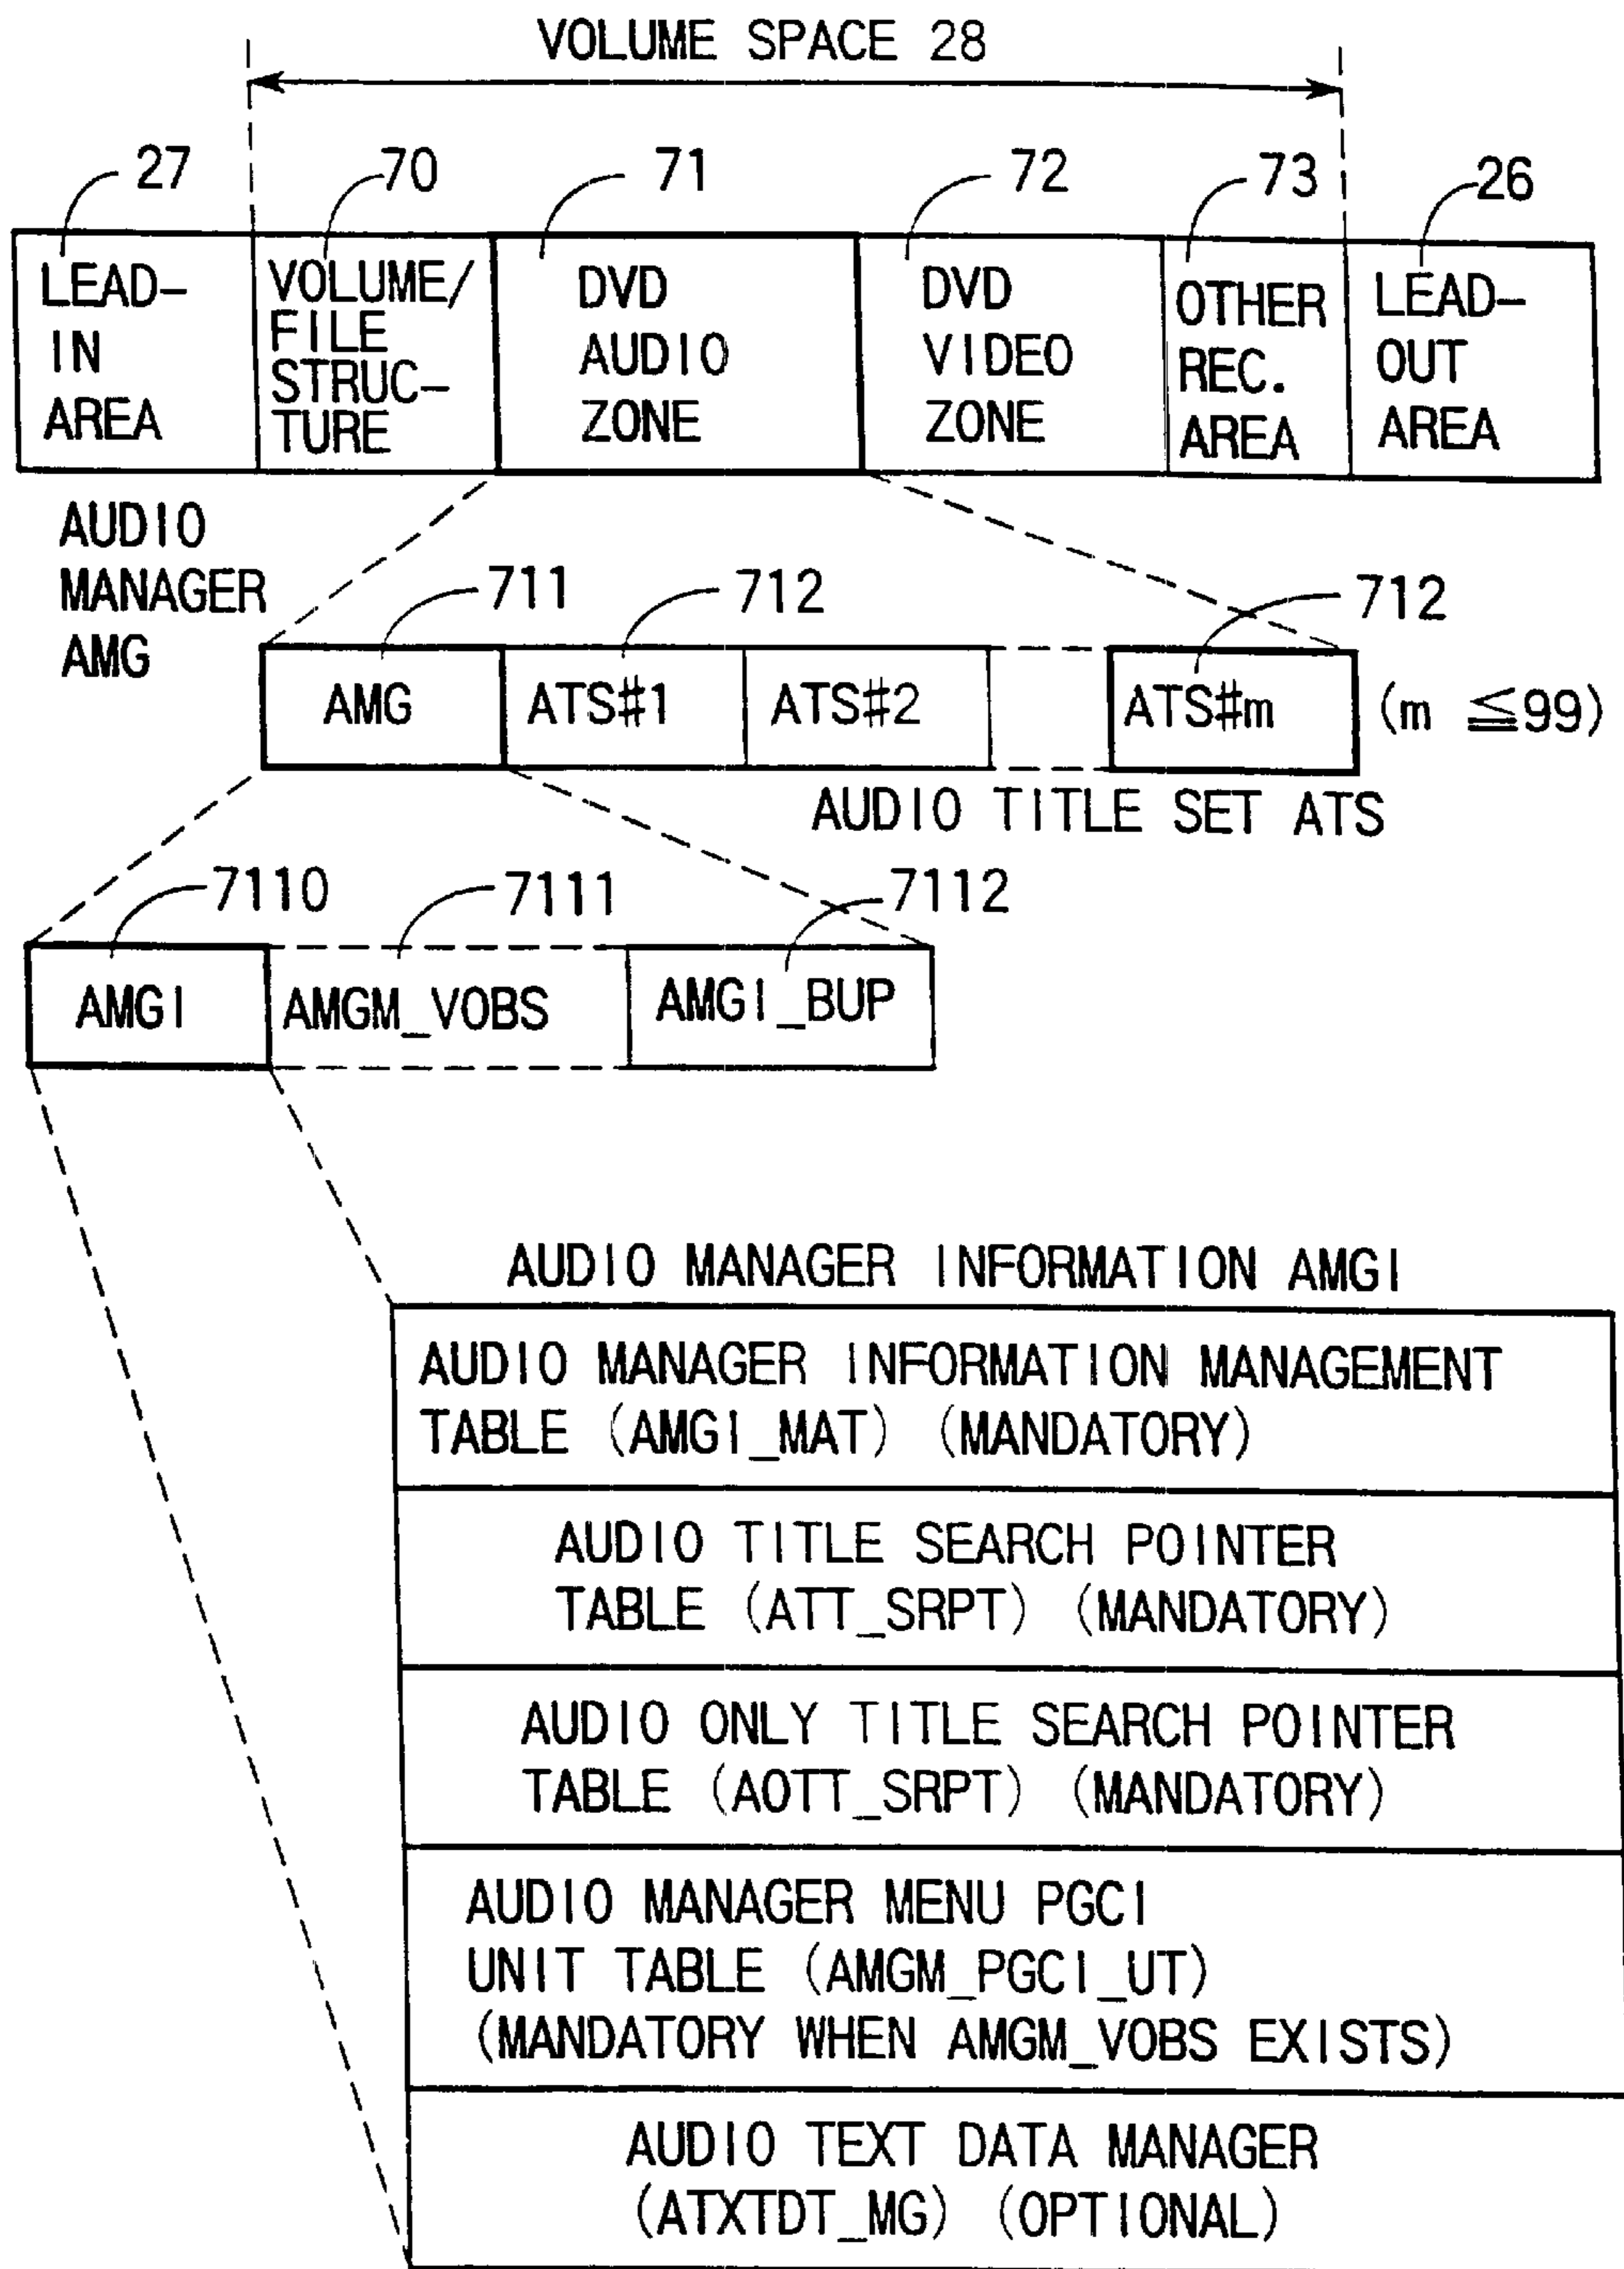 VOLUME SPACE 28
27 70 71 72 73 26
LEAD-
IN
AREA
VOLUME/
FILE
STRUC-
TURE
DVD
AUDIO
ZONE
DVD
VIDEO
ZONE
OTHER
REC.
AREA
LEAD-
OUT
AREA
AUDIO
MANAGER
AMG
711 712 712
AMG ATS#1 ATS#2 ATS#m (m ≦99)
AUDIO TITLE SET ATS
7110 7111 7112
AMGI AMGM_VOBS AMGI_BUP
AUDIO MANAGER INFORMATION AMGI
AUDIO MANAGER INFORMATION MANAGEMENT
TABLE (AMGI_MAT) (MANDATORY)
AUDIO TITLE SEARCH POINTER
TABLE (ATT_SRPT) (MANDATORY)
AUDIO ONLY TITLE SEARCH POINTER
TABLE (AOTT_SRPT) (MANDATORY)
AUDIO MANAGER MENU PGCI
UNIT TABLE (AMGM_PGCI_UT)
(MANDATORY WHEN AMGM_VOBS EXISTS)
AUDIO TEXT DATA MANAGER
(ATXTDT_MG) (OPTIONAL)